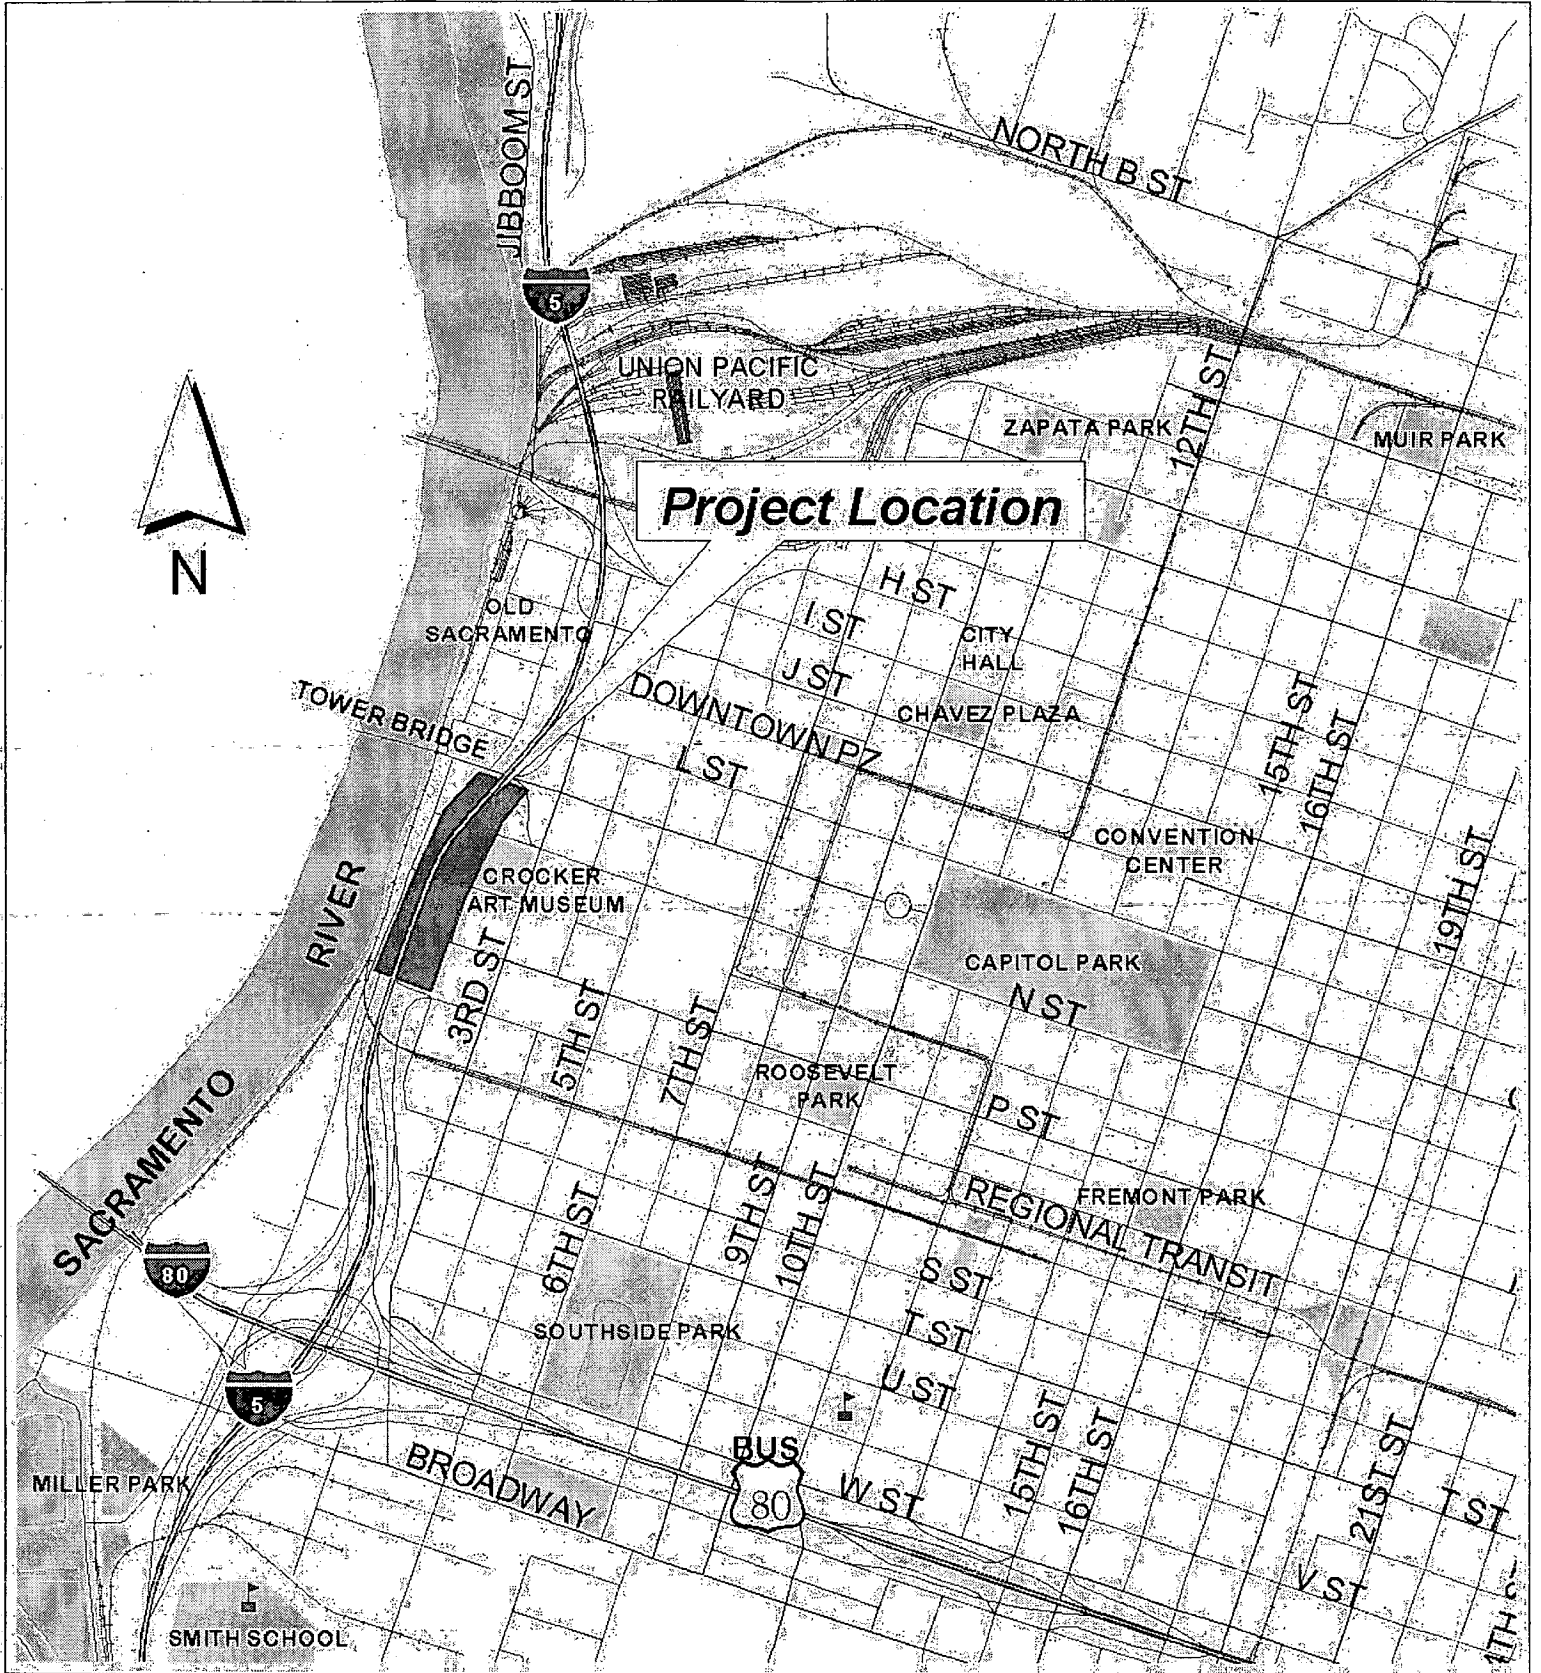 JIBBOOM ST
NORTH B ST
5
UNION PACIFIC
RAILYARD
12TH ST
ZAPATA PARK
MUIR PARK
Project Location
N
OLD
SACRAMENTO
H ST
I ST
CITY
HALL
J ST
TOWER BRIDGE
DOWNTOWN PZ
CHAVEZ PLAZA
L ST
15TH ST
16TH ST
CONVENTION
CENTER
19TH ST
CROCKER
ART MUSEUM
RIVER
3RD ST
CAPITOL PARK
N ST
5TH ST
7TH ST
ROOSEVELT
PARK
P ST
SACRAMENTO
6TH ST
9TH ST
10TH ST
REGIONAL TRANSIT
FREMONT PARK
80
S ST
SOUTHSIDE PARK
T ST
U ST
5
15TH ST
16TH ST
21ST ST
MILLER PARK
BROADWAY
BUS
80
W ST
T ST
V ST
SMITH SCHOOL